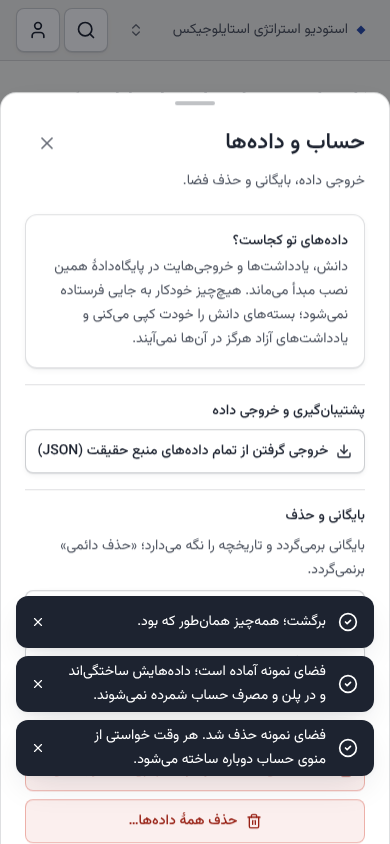 استودیو استراتژی استایلوجیکس
حساب و داده‌ها
خروجی داده، بایگانی و حذف فضا.
داده‌های تو کجاست؟
دانش، یادداشت‌ها و خروجی‌هایت در پایگاه‌دادهٔ همین
نصب مبدأ می‌ماند. هیچ‌چیز خودکار به جایی فرستاده
نمی‌شود؛ بسته‌های دانش را خودت کپی می‌کنی و
یادداشت‌های آزاد هرگز در آن‌ها نمی‌آیند.
پشتیبان‌گیری و خروجی داده
خروجی گرفتن از تمام داده‌های منبع حقیقت (JSON)
بایگانی و حذف
بایگانی برمی‌گردد و تاریخچه را نگه می‌دارد؛ «حذف دائمی»
برنمی‌گردد.
برگشت؛ همه‌چیز همان‌طور که بود.
فضای نمونه آماده است؛ داده‌هایش ساختگی‌اند
و در پلن و مصرف حساب شمرده نمی‌شوند.
فضای نمونه حذف شد. هر وقت خواستی از
منوی حساب دوباره ساخته می‌شود.
حذف همهٔ داده‌ها...